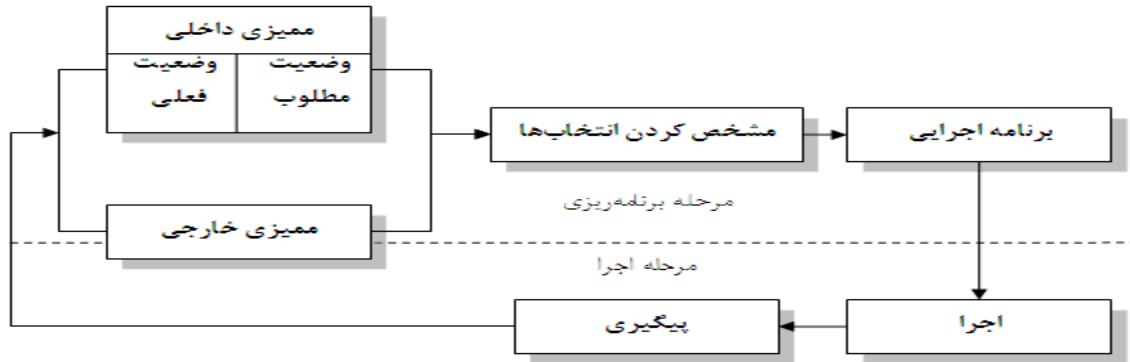 ممیزی داخلی
وضعیت مطلوب
وضعیت فعلی
مشخص کردن انتخاب‌ها
برنامه اجرایی
مرحله برنامه‌ریزی
ممیزی خارجی
مرحله اجرا
اجرا
پیگیری